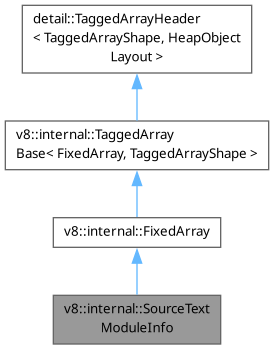 detail::TaggedArrayHeader
< TaggedArrayShape, HeapObject
Layout >
v8::internal::TaggedArray
Base< FixedArray, TaggedArrayShape >
v8::internal::FixedArray
v8::internal::SourceText
ModuleInfo